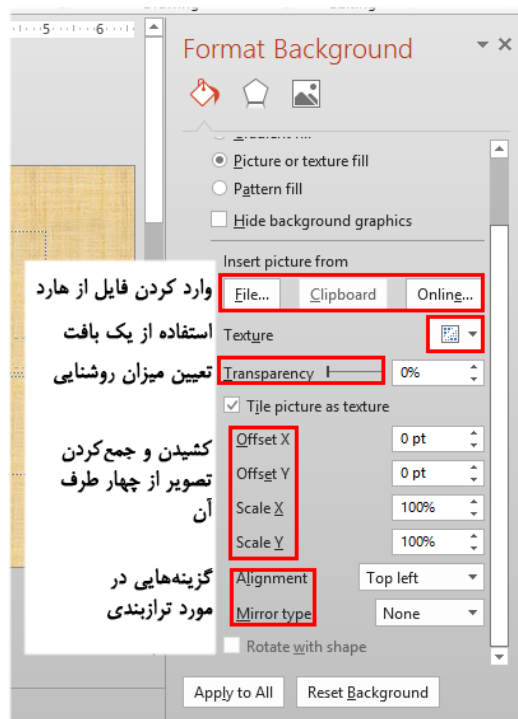 5 6
Format Background
Picture or texture fill
Pattern fill
Hide background graphics
Insert picture from
وارد کردن فایل از هارد
File... Clipboard Online...
استفاده از یک بافت
Texture
تعیین میزان روشنایی
Transparency 0%
Tile picture as texture
کشیدن و جمع‌کردن
تصویر از چهار طرف
آن
Offset X 0 pt
Offset Y 0 pt
Scale X 100%
Scale Y 100%
گزینه‌هایی در
مورد ترازبندی
Alignment Top left
Mirror type None
Rotate with shape
Apply to All Reset Background